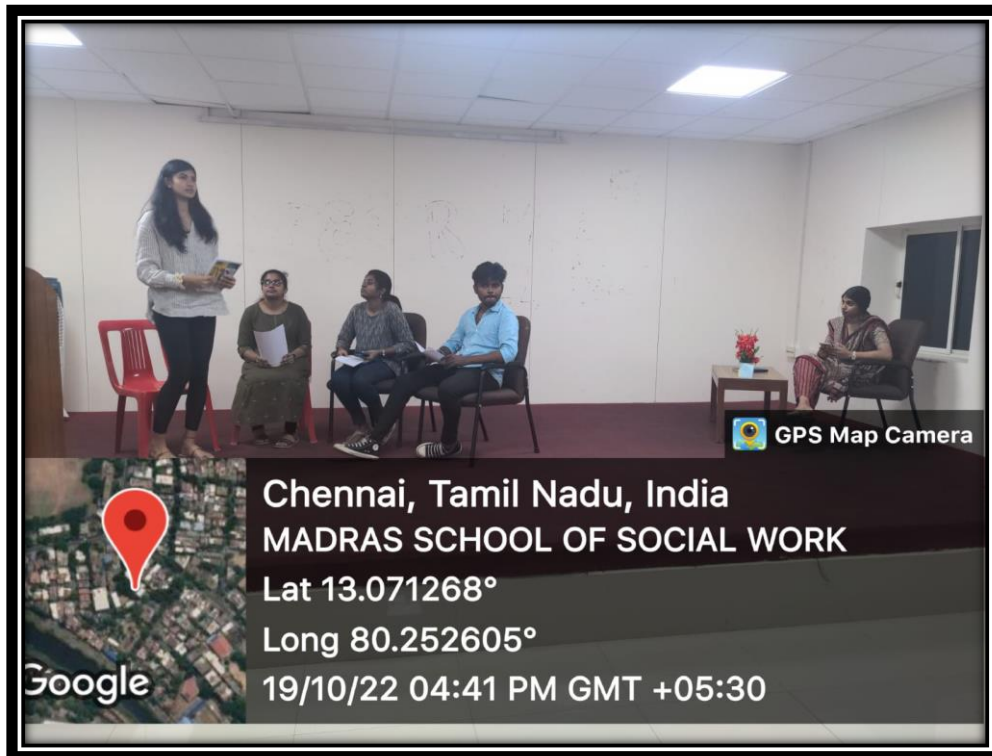 GPS Map Camera
Chennai, Tamil Nadu, India
MADRAS SCHOOL OF SOCIAL WORK
Lat 13.071268°
Long 80.252605°
19/10/22 04:41 PM GMT +05:30
Google